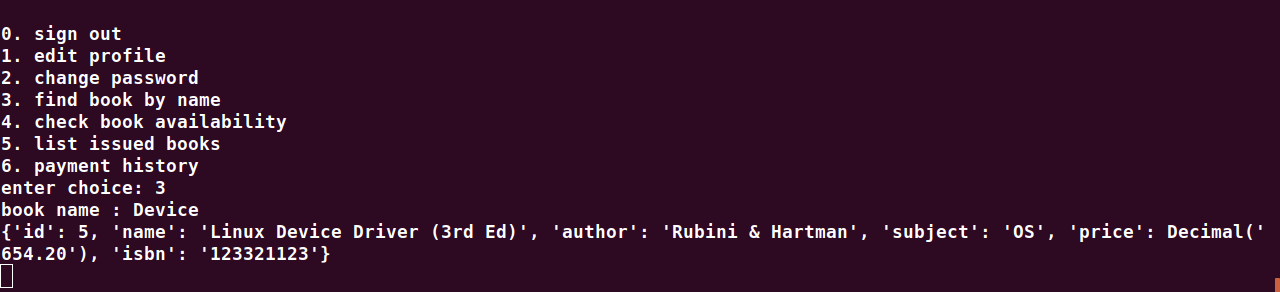 0. sign out
1. edit profile
2. change password
3. find book by name
4. check book availability
5. list issued books
6. payment history
enter choice: 3
book name : Device
{'id': 5, 'name': 'Linux Device Driver (3rd Ed)', 'author': 'Rubini & Hartman', 'subject': 'OS', 'price': Decimal('
654.20'), 'isbn': '123321123'}